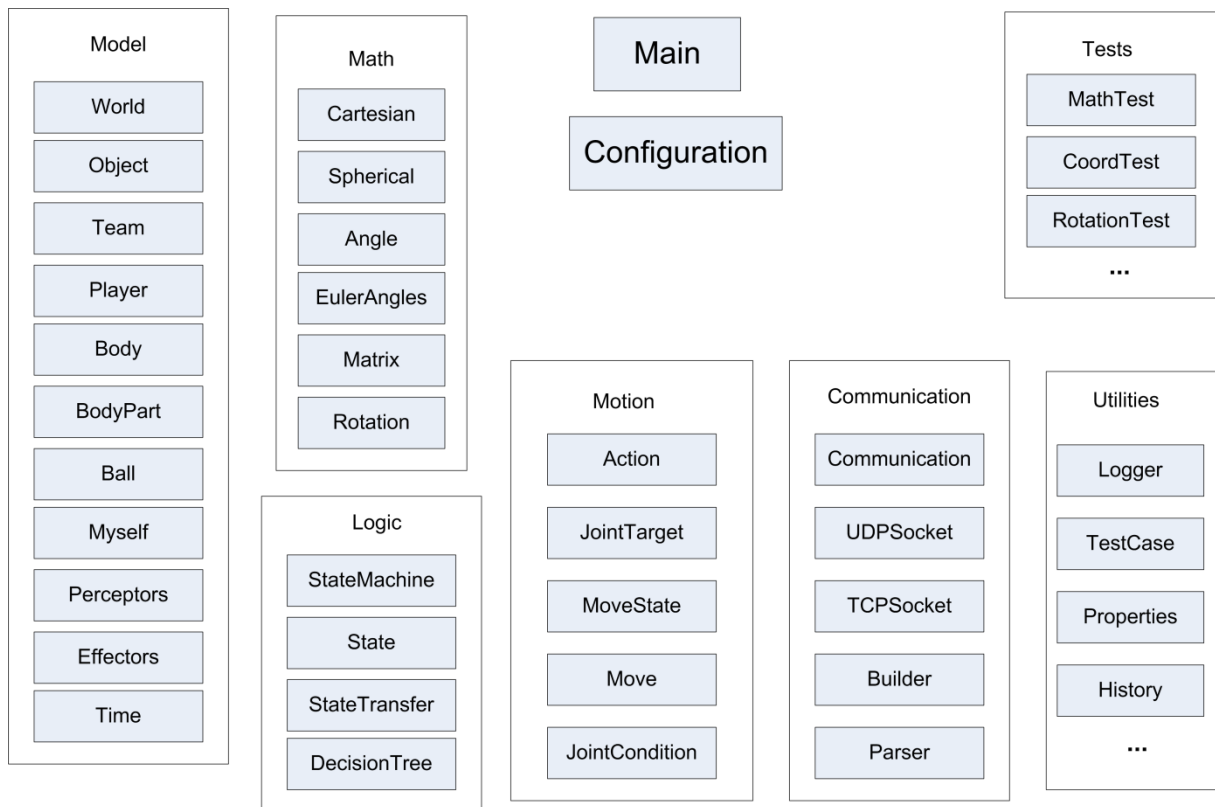 Model
World
Object
Team
Player
Body
BodyPart
Ball
Myself
Perceptors
Effectors
Time
Math
Cartesian
Spherical
Angle
EulerAngles
Matrix
Rotation
Logic
StateMachine
State
StateTransfer
DecisionTree
Main
Configuration
Motion
Action
JointTarget
MoveState
Move
JointCondition
Communication
Communication
UDPSocket
TCPSocket
Builder
Parser
Tests
MathTest
CoordTest
RotationTest
...
Utilities
Logger
TestCase
Properties
History
...